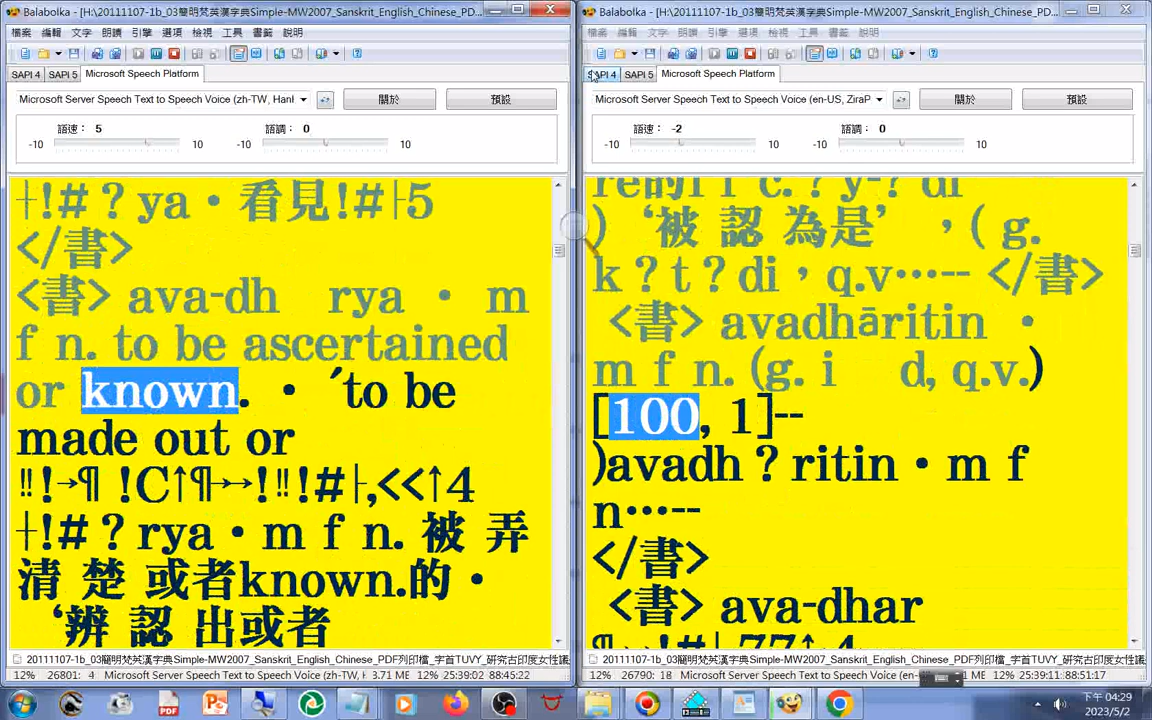 Balabolka - [H:\20111107-1b_03簡明梵英漢字典Simple-MW2007_Sanskrit_English_Chinese_PD...
檔案 編輯 文字 朗讀 引擎 選項 檢視 工具 書籤 說明
SAPI 4 SAPI 5 Microsoft Speech Platform
Microsoft Server Speech Text to Speech Voice (zh-TW, Hanl 關於 預設
語速: 5 語調: 0
-10 10 -10 10
├!#？ya • 看見!#├5
</書>
<書> ava-dh rya • m
f n. to be ascertained
or known. • ´to be
made out or
‼!→¶ !C↑¶→→!‼!#├,<<↑4
┼!#？rya • m f n. 被 弄
清 楚 或者known.的 •
‘辨 認 出或者
20111107-1b_03簡明梵英漢字典Simple-MW2007_Sanskrit_English_Chinese_PDF列印檔_字首TUVY_研究古印度女性議
12% 26801: 4 Microsoft Server Speech Text to Speech Voice (zh-TW, H 3.71 ME 12% 25:39:02 88:45:22
Balabolka - [H:\20111107-1b_03簡明梵英漢字典Simple-MW2007_Sanskrit_English_Chinese_PD...
檔案 編輯 文字 朗讀 引擎 選項 檢視 工具 書籤 說明
SAPI 4 SAPI 5 Microsoft Speech Platform
Microsoft Server Speech Text to Speech Voice (en-US, ZiraP 關於 預設
語速: -2 語調: 0
-10 10 -10 10
re的f f c.？y-？di
) ‘被 認 為是’ ，( g.
k？t？di，q.v…-- </書>
<書> avadhāritin •
m f n. (g. i d, q.v.)
[100, 1]--
)avadh？ritin • m f
n…--
</書>
<書> ava-dhar
20111107-1b_03簡明梵英漢字典Simple-MW2007_Sanskrit_English_Chinese_PDF列印檔_字首TUVY_研究古印度女性議
12% 26790: 18 Microsoft Server Speech Text to Speech Voice (en-U 1 ME 12% 25:39:11 88:51:17
下午 04:29
2023/5/2